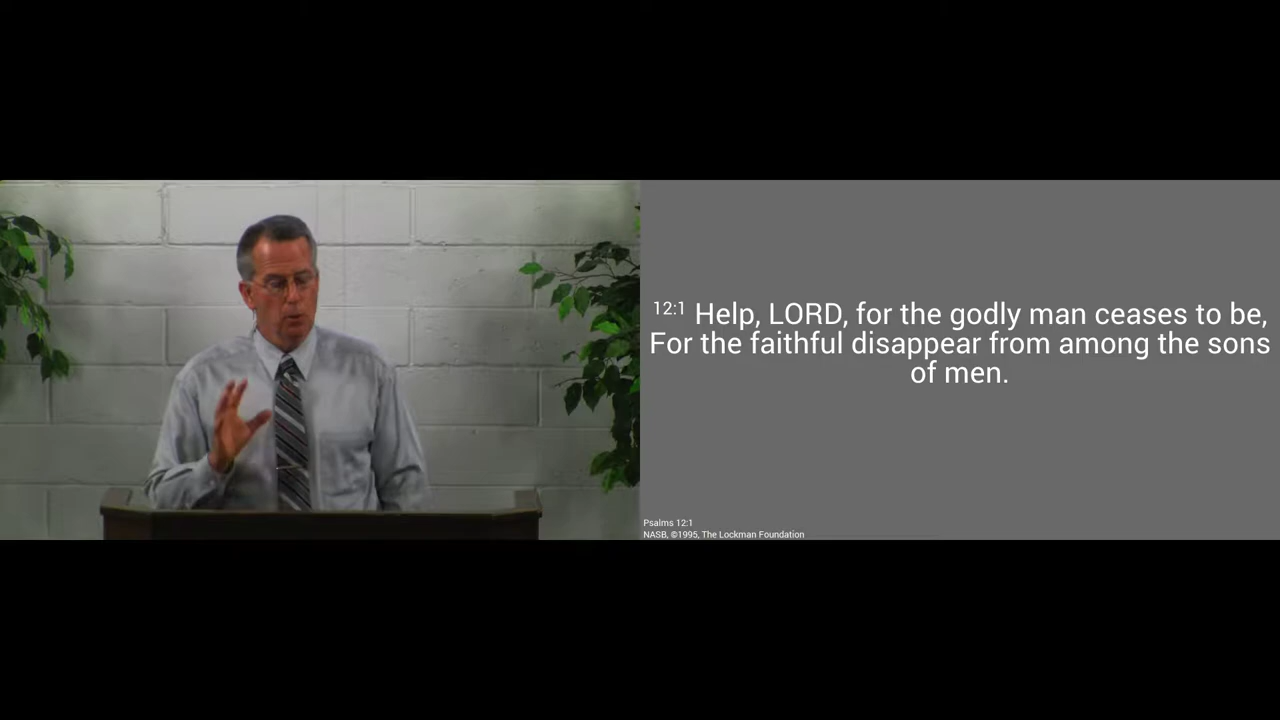 12:1 Help, LORD, for the godly man ceases to be,
For the faithful disappear from among the sons
of men.
Psalms 12:1
NASB, ©1995, The Lockman Foundation